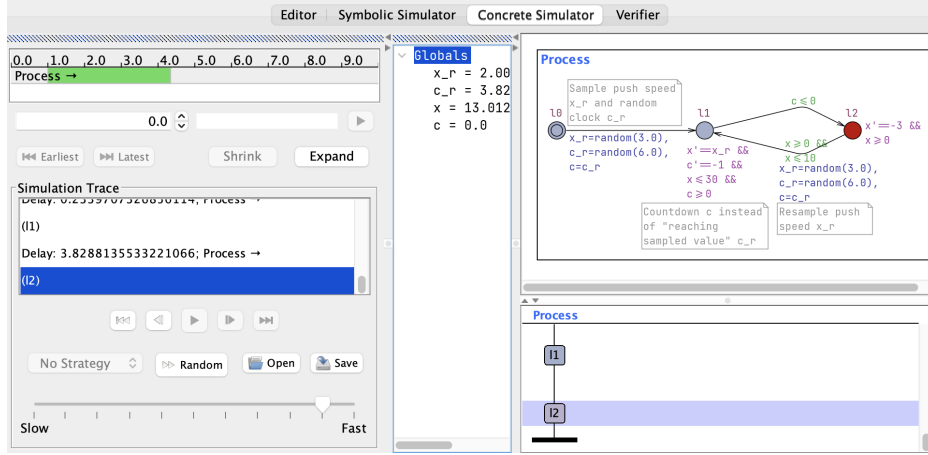 Editor
Symbolic Simulator
Concrete Simulator
Verifier
.0.0 .1.0 .2.0 .3.0 .4.0 .5.0 .6.0 .7.0 .8.0 .9.0
Process →
0.0
Earliest
Latest
Shrink
Expand
Simulation Trace
Process →
(l1)
Delay: 3.8288135533221066; Process →
(l2)
No Strategy
Random
Open
Save
Slow
Fast
Globals
x_r = 2.00
c_r = 3.82
x = 13.012
c = 0.0
Process
Sample push speed
x_r and random
clock c_r
l0
x_r=random(3.0),
c_r=random(6.0),
c=c_r
l1
x'==x_r &&
c'==-1 &&
x ≤ 30 &&
c ≥ 0
Countdown c instead
of "reaching
sampled value" c_r
c ≤ 0
l2
x'==-3 &&
x ≥ 0
x ≥ 0 &&
x ≤ 10
x_r=random(3.0),
c_r=random(6.0),
c=c_r
Resample push
speed x_r
Process
l1
l2